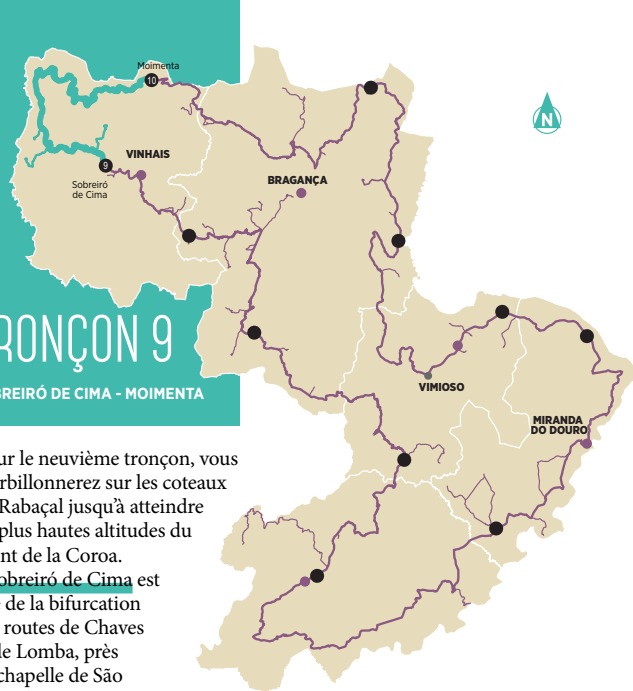 Moimenta
10
N
9
VINHAIS
Sobreiró
de Cima
BRAGANÇA
RONÇON 9
BREIRÓ DE CIMA - MOIMENTA
VIMIOSO
MIRANDA
DO DOURO
ur le neuvième tronçon, vous
rbillonnerez sur les coteaux
Rabaçal jusqu’à atteindre
plus hautes altitudes du
nt de la Coroa.
obreiró de Cima est
de la bifurcation
routes de Chaves
de Lomba, près
chapelle de São